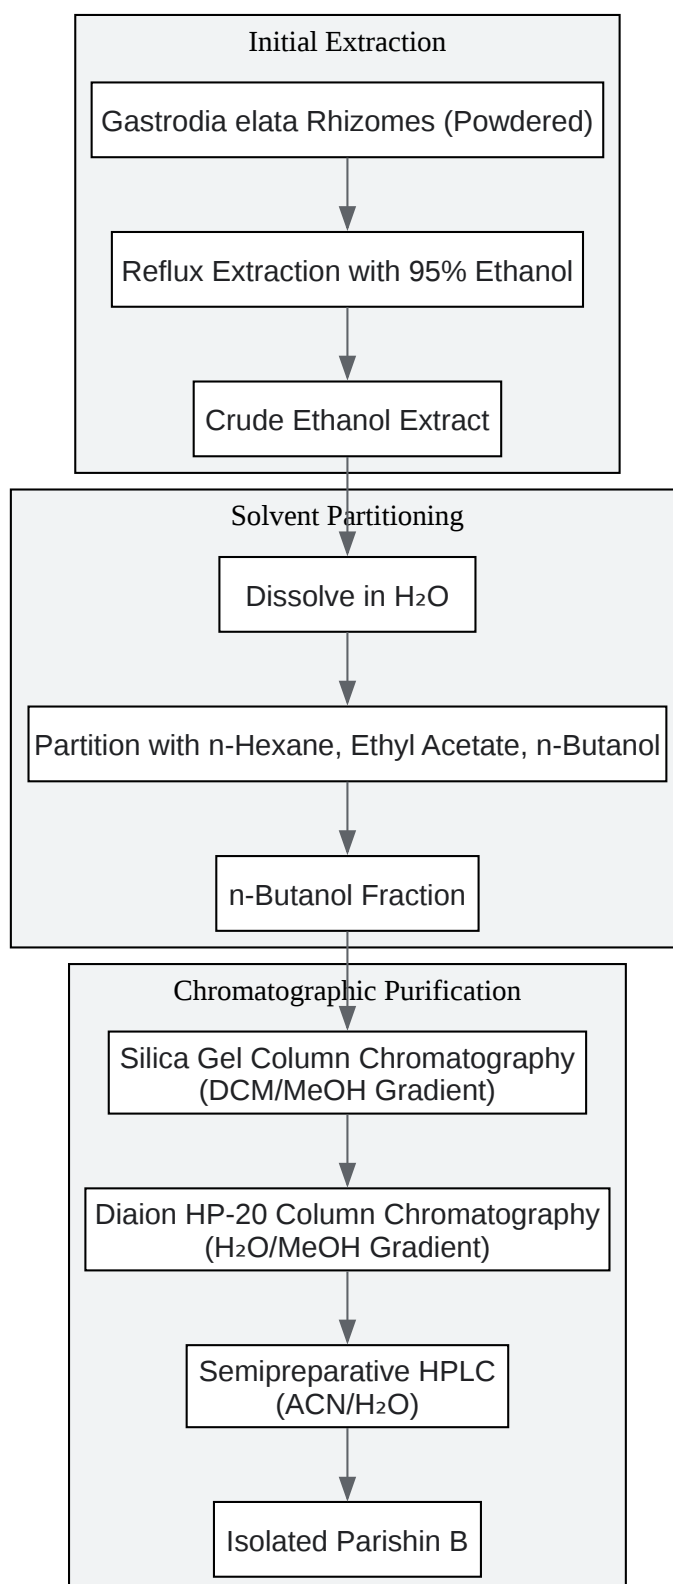 Initial Extraction
Gastrodia elata Rhizomes (Powdered)
Reflux Extraction with 95% Ethanol
Crude Ethanol Extract
Solvent Partitioning
Dissolve in H₂O
Partition with n-Hexane, Ethyl Acetate, n-Butanol
n-Butanol Fraction
Chromatographic Purification
Silica Gel Column Chromatography
(DCM/MeOH Gradient)
Diaion HP-20 Column Chromatography
(H₂O/MeOH Gradient)
Semipreparative HPLC
(ACN/H₂O)
Isolated Parishin B